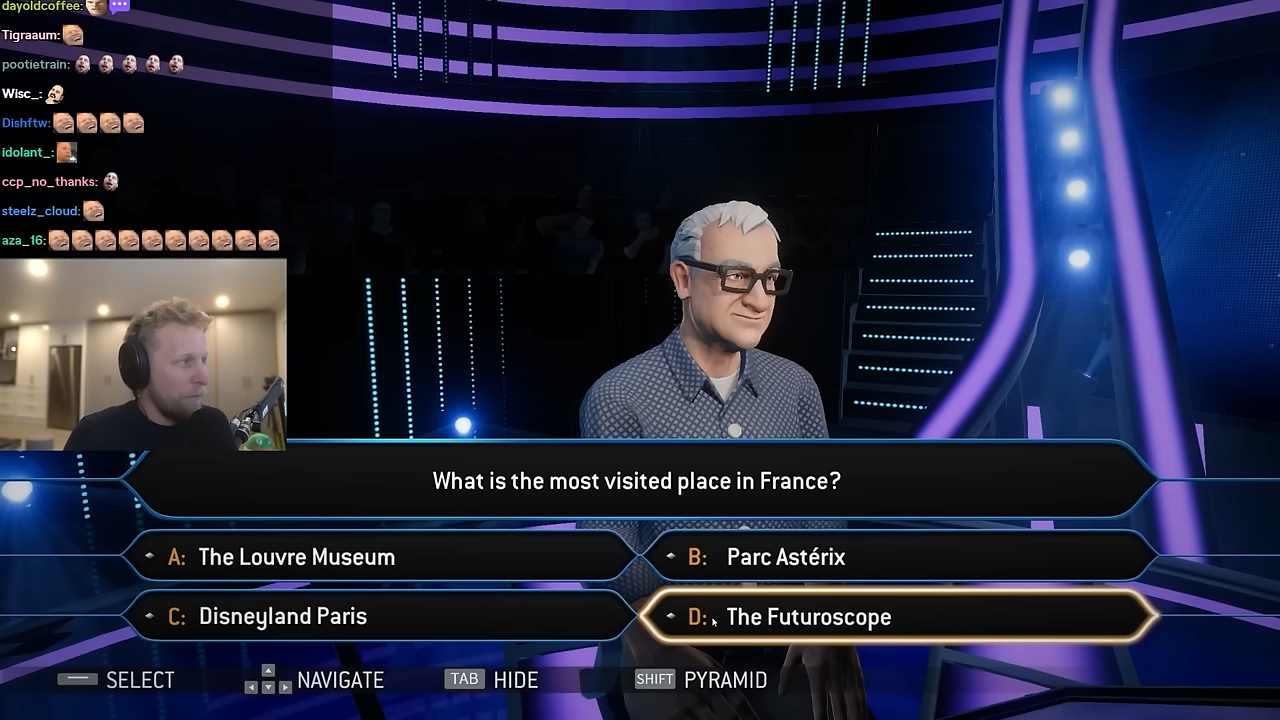 dayoldcoffee:
Tigraaum:
pootietrain:
Wisc_:
Dishftw:
idolant_:
ccp_no_thanks:
steelz_cloud:
aza_16:
What is the most visited place in France?
A: The Louvre Museum
B: Parc Astérix
C: Disneyland Paris
D: The Futuroscope
SELECT
NAVIGATE
TAB HIDE
SHIFT PYRAMID